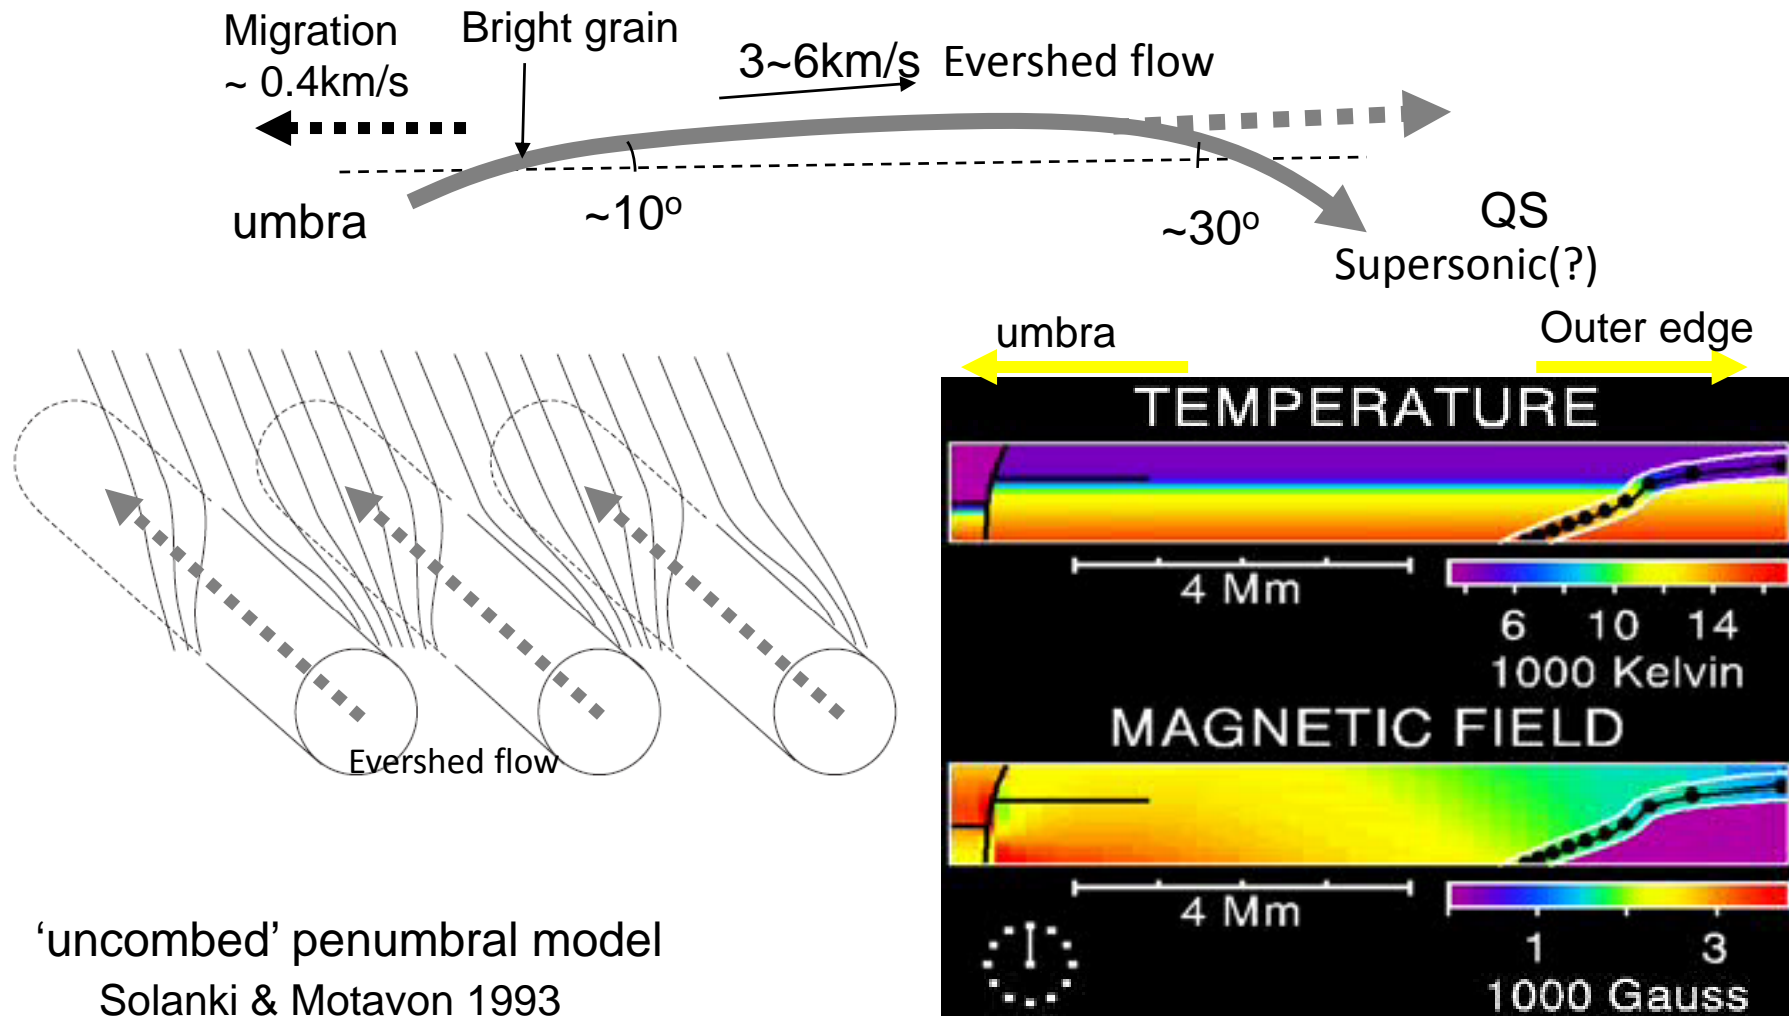 Migration
~ 0.4km/s
Bright grain
3~6km/s Evershed flow
umbra
~10º
~30º
QS
Supersonic(?)
Evershed flow
‘uncombed’ penumbral model
Solanki & Motavon 1993
umbra
Outer edge
TEMPERATURE
4 Mm
6 10 14
1000 Kelvin
MAGNETIC FIELD
4 Mm
1 3
1000 Gauss